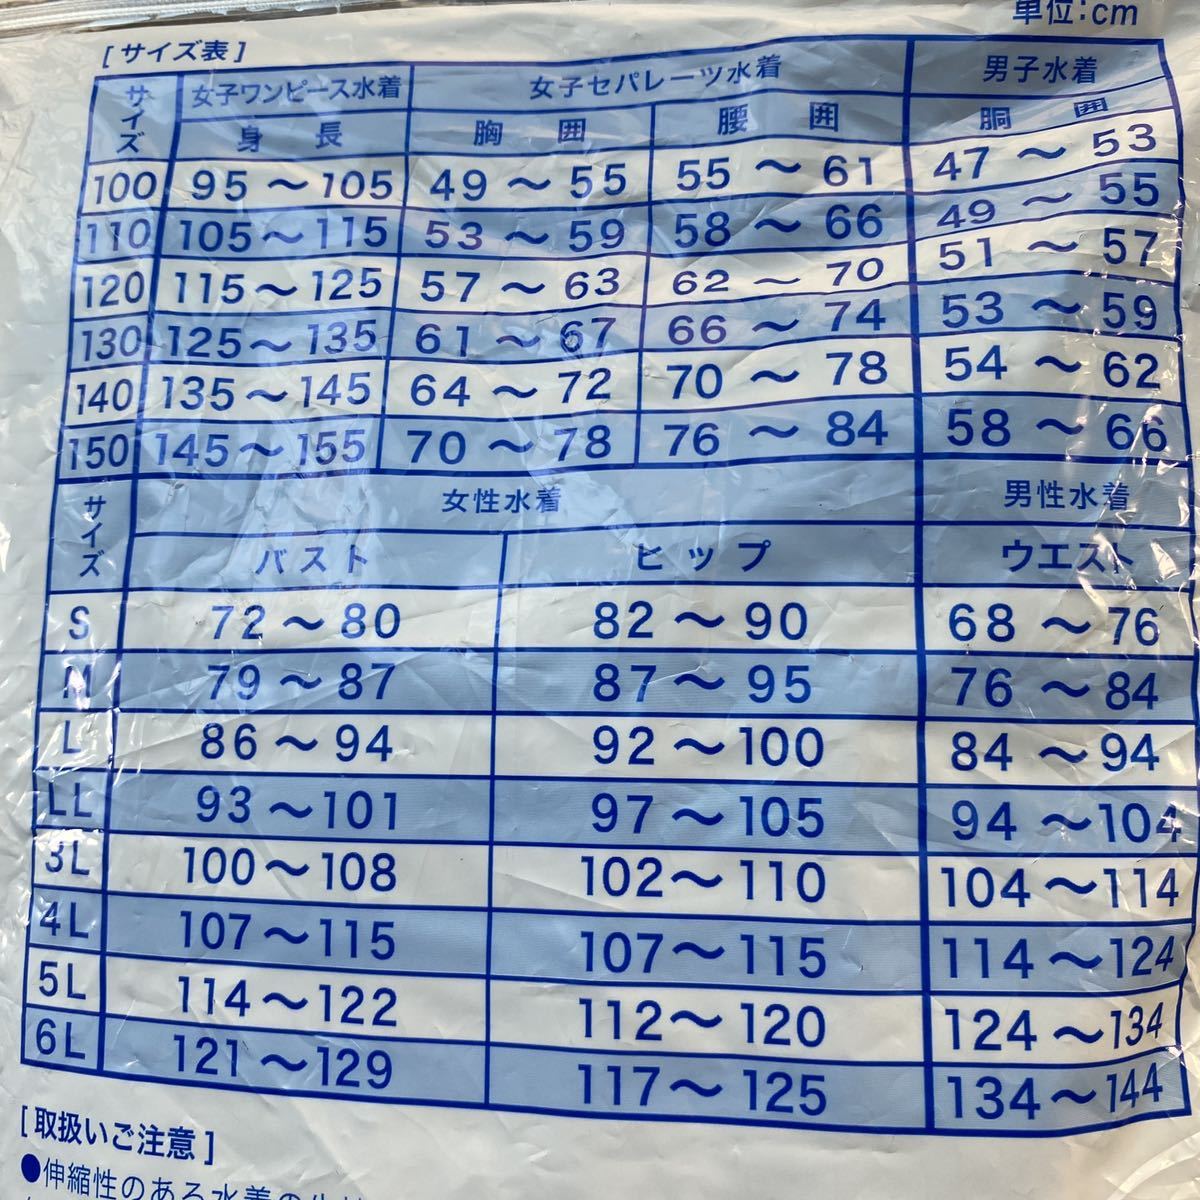 単位:cm
[サイズ表]
サイズ 女子ワンピース水着 女子セパレーツ水着 男子水着
身長 胸囲 腰囲 胴囲
100 95～105 49～55 55～61 47～53
110 105～115 53～59 58～66 49～55
120 115～125 57～63 62～70 51～57
130 125～135 61～67 66～74 53～59
140 135～145 64～72 70～78 54～62
150 145～155 70～78 76～84 58～66
サイズ 女性水着 男性水着
バスト ヒップ ウエスト
S 72～80 82～90 68～76
M 79～87 87～95 76～84
L 86～94 92～100 84～94
LL 93～101 97～105 94～104
3L 100～108 102～110 104～114
4L 107～115 107～115 114～124
5L 114～122 112～120 124～134
6L 121～129 117～125 134～144
[取扱いご注意]
●伸縮性のある水着の